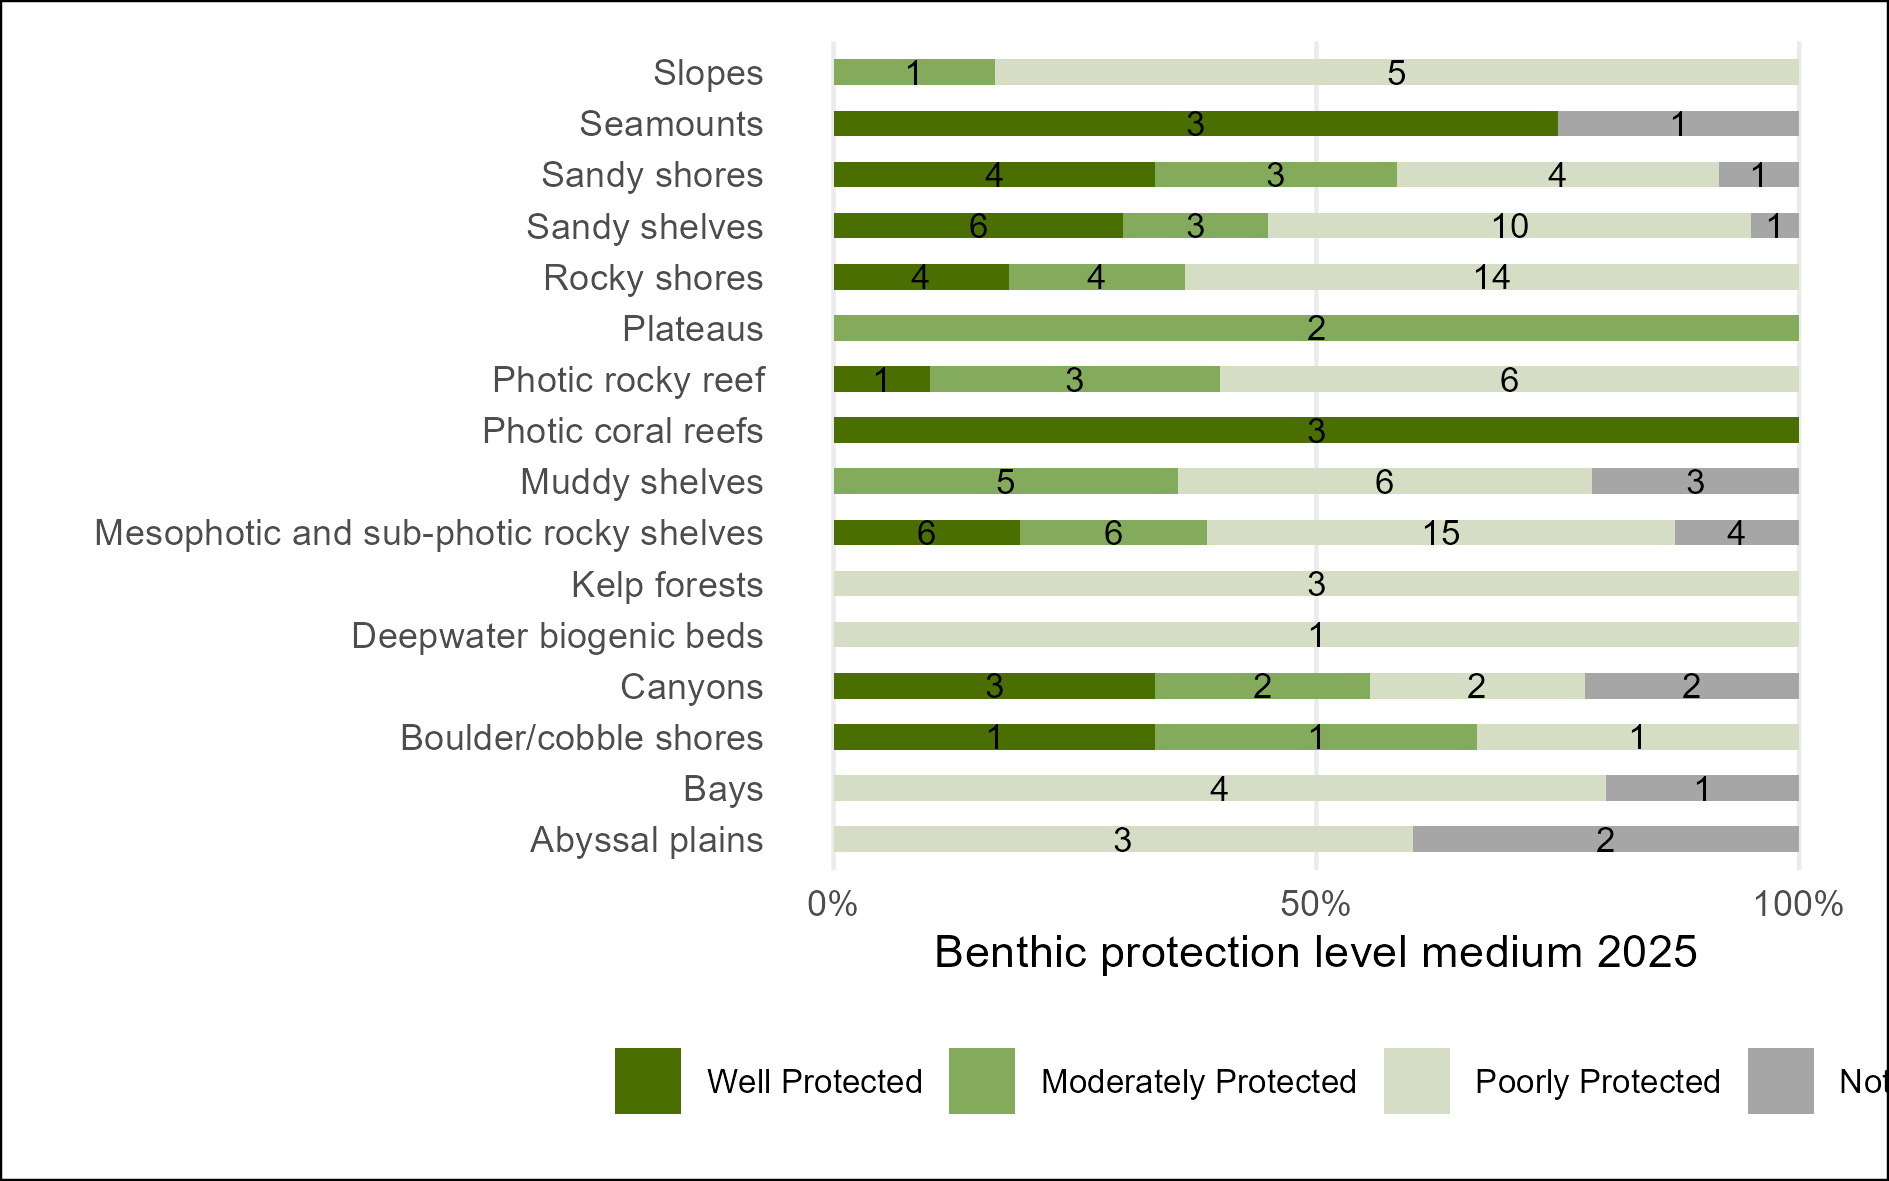 Slopes 1 5
Seamounts 3 1
Sandy shores 4 3 4 1
Sandy shelves 6 3 10 1
Rocky shores 4 4 14
Plateaus 2
Photic rocky reef 1 3 6
Photic coral reefs 3
Muddy shelves 5 6 3
Mesophotic and sub-photic rocky shelves 6 6 15 4
Kelp forests 3
Deepwater biogenic beds 1
Canyons 3 2 2 2
Boulder/cobble shores 1 1 1
Bays 4 1
Abyssal plains 3 2
0% 50% 100%
Benthic protection level medium 2025
Well Protected Moderately Protected Poorly Protected Not